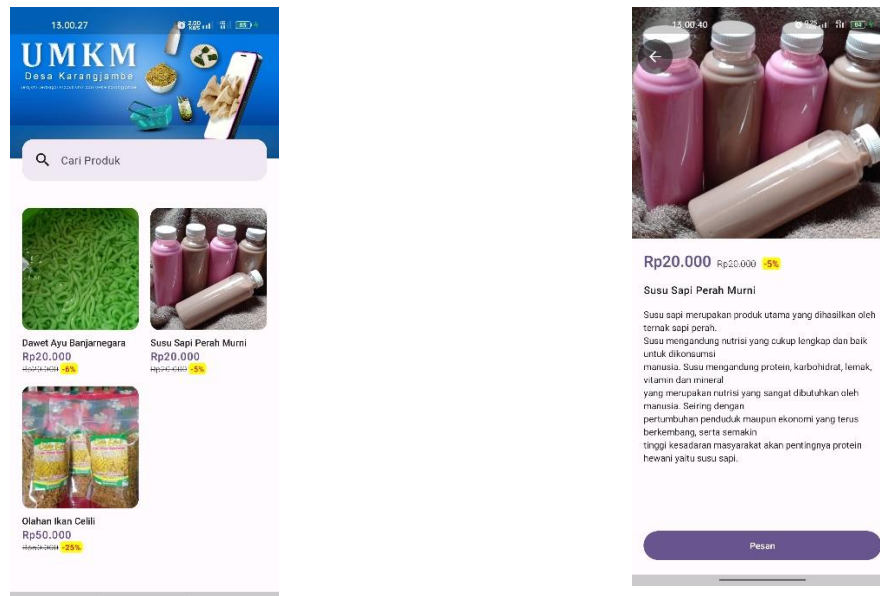 13.00.27
UMKM
Desa Karangjambe
Cari Produk
Dawet Ayu Banjarnegara
Rp20.000
-6%
Susu Sapi Perah Murni
Rp20.000
Rp20.000 -5%
Olahan Ikan Celili
Rp50.000
-25%
13.00.40
Rp20.000 Rp20.000 -5%
Susu Sapi Perah Murni
Susu sapi merupakan produk utama yang dihasilkan oleh
ternak sapi perah.
Susu mengandung nutrisi yang cukup lengkap dan baik
untuk dikonsumsi
manusia. Susu mengandung protein, karbohidrat, lemak,
vitamin dan mineral
yang merupakan nutrisi yang sangat dibutuhkan oleh
manusia. Seiring dengan
pertumbuhan penduduk maupun ekonomi yang terus
berkembang, serta semakin
tinggi kesadaran masyarakat akan pentingnya protein
hewani yaitu susu sapi.
Pesan